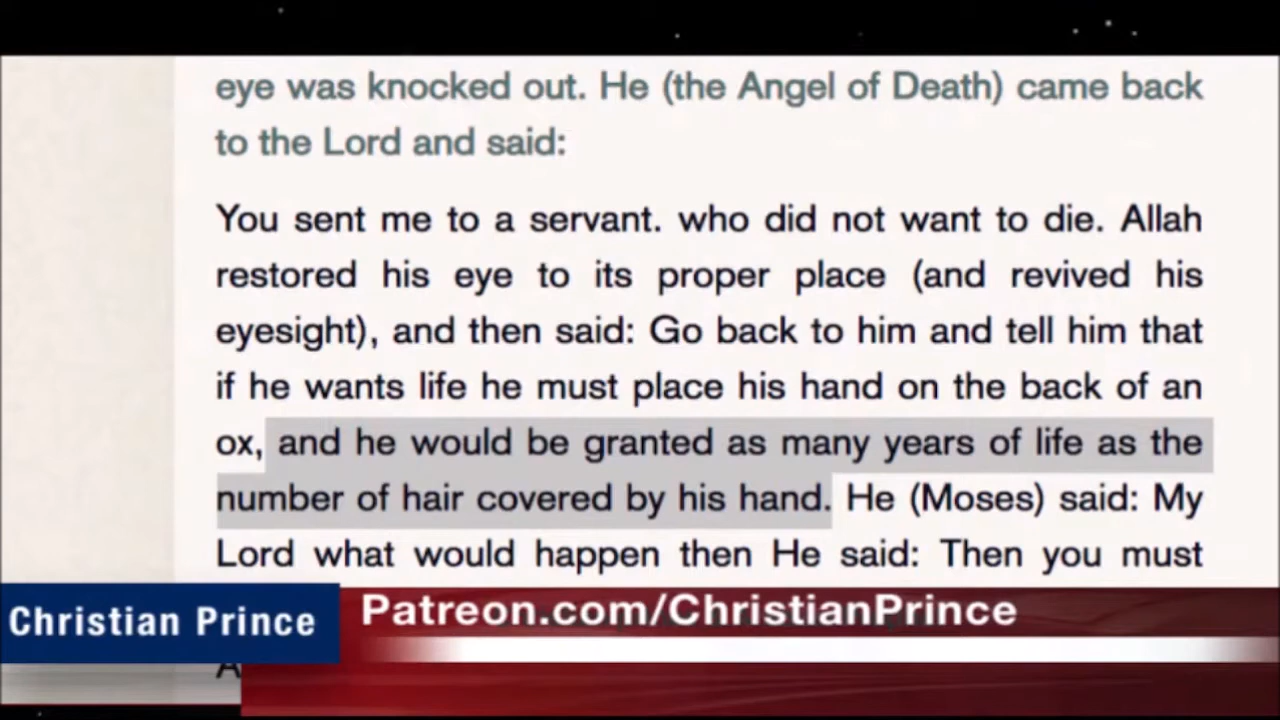 eye was knocked out. He (the Angel of Death) came back
to the Lord and said:
You sent me to a servant. who did not want to die. Allah
restored his eye to its proper place (and revived his
eyesight), and then said: Go back to him and tell him that
if he wants life he must place his hand on the back of an
ox, and he would be granted as many years of life as the
number of hair covered by his hand. He (Moses) said: My
Lord what would happen then He said: Then you must
Christian Prince
Patreon.com/ChristianPrince